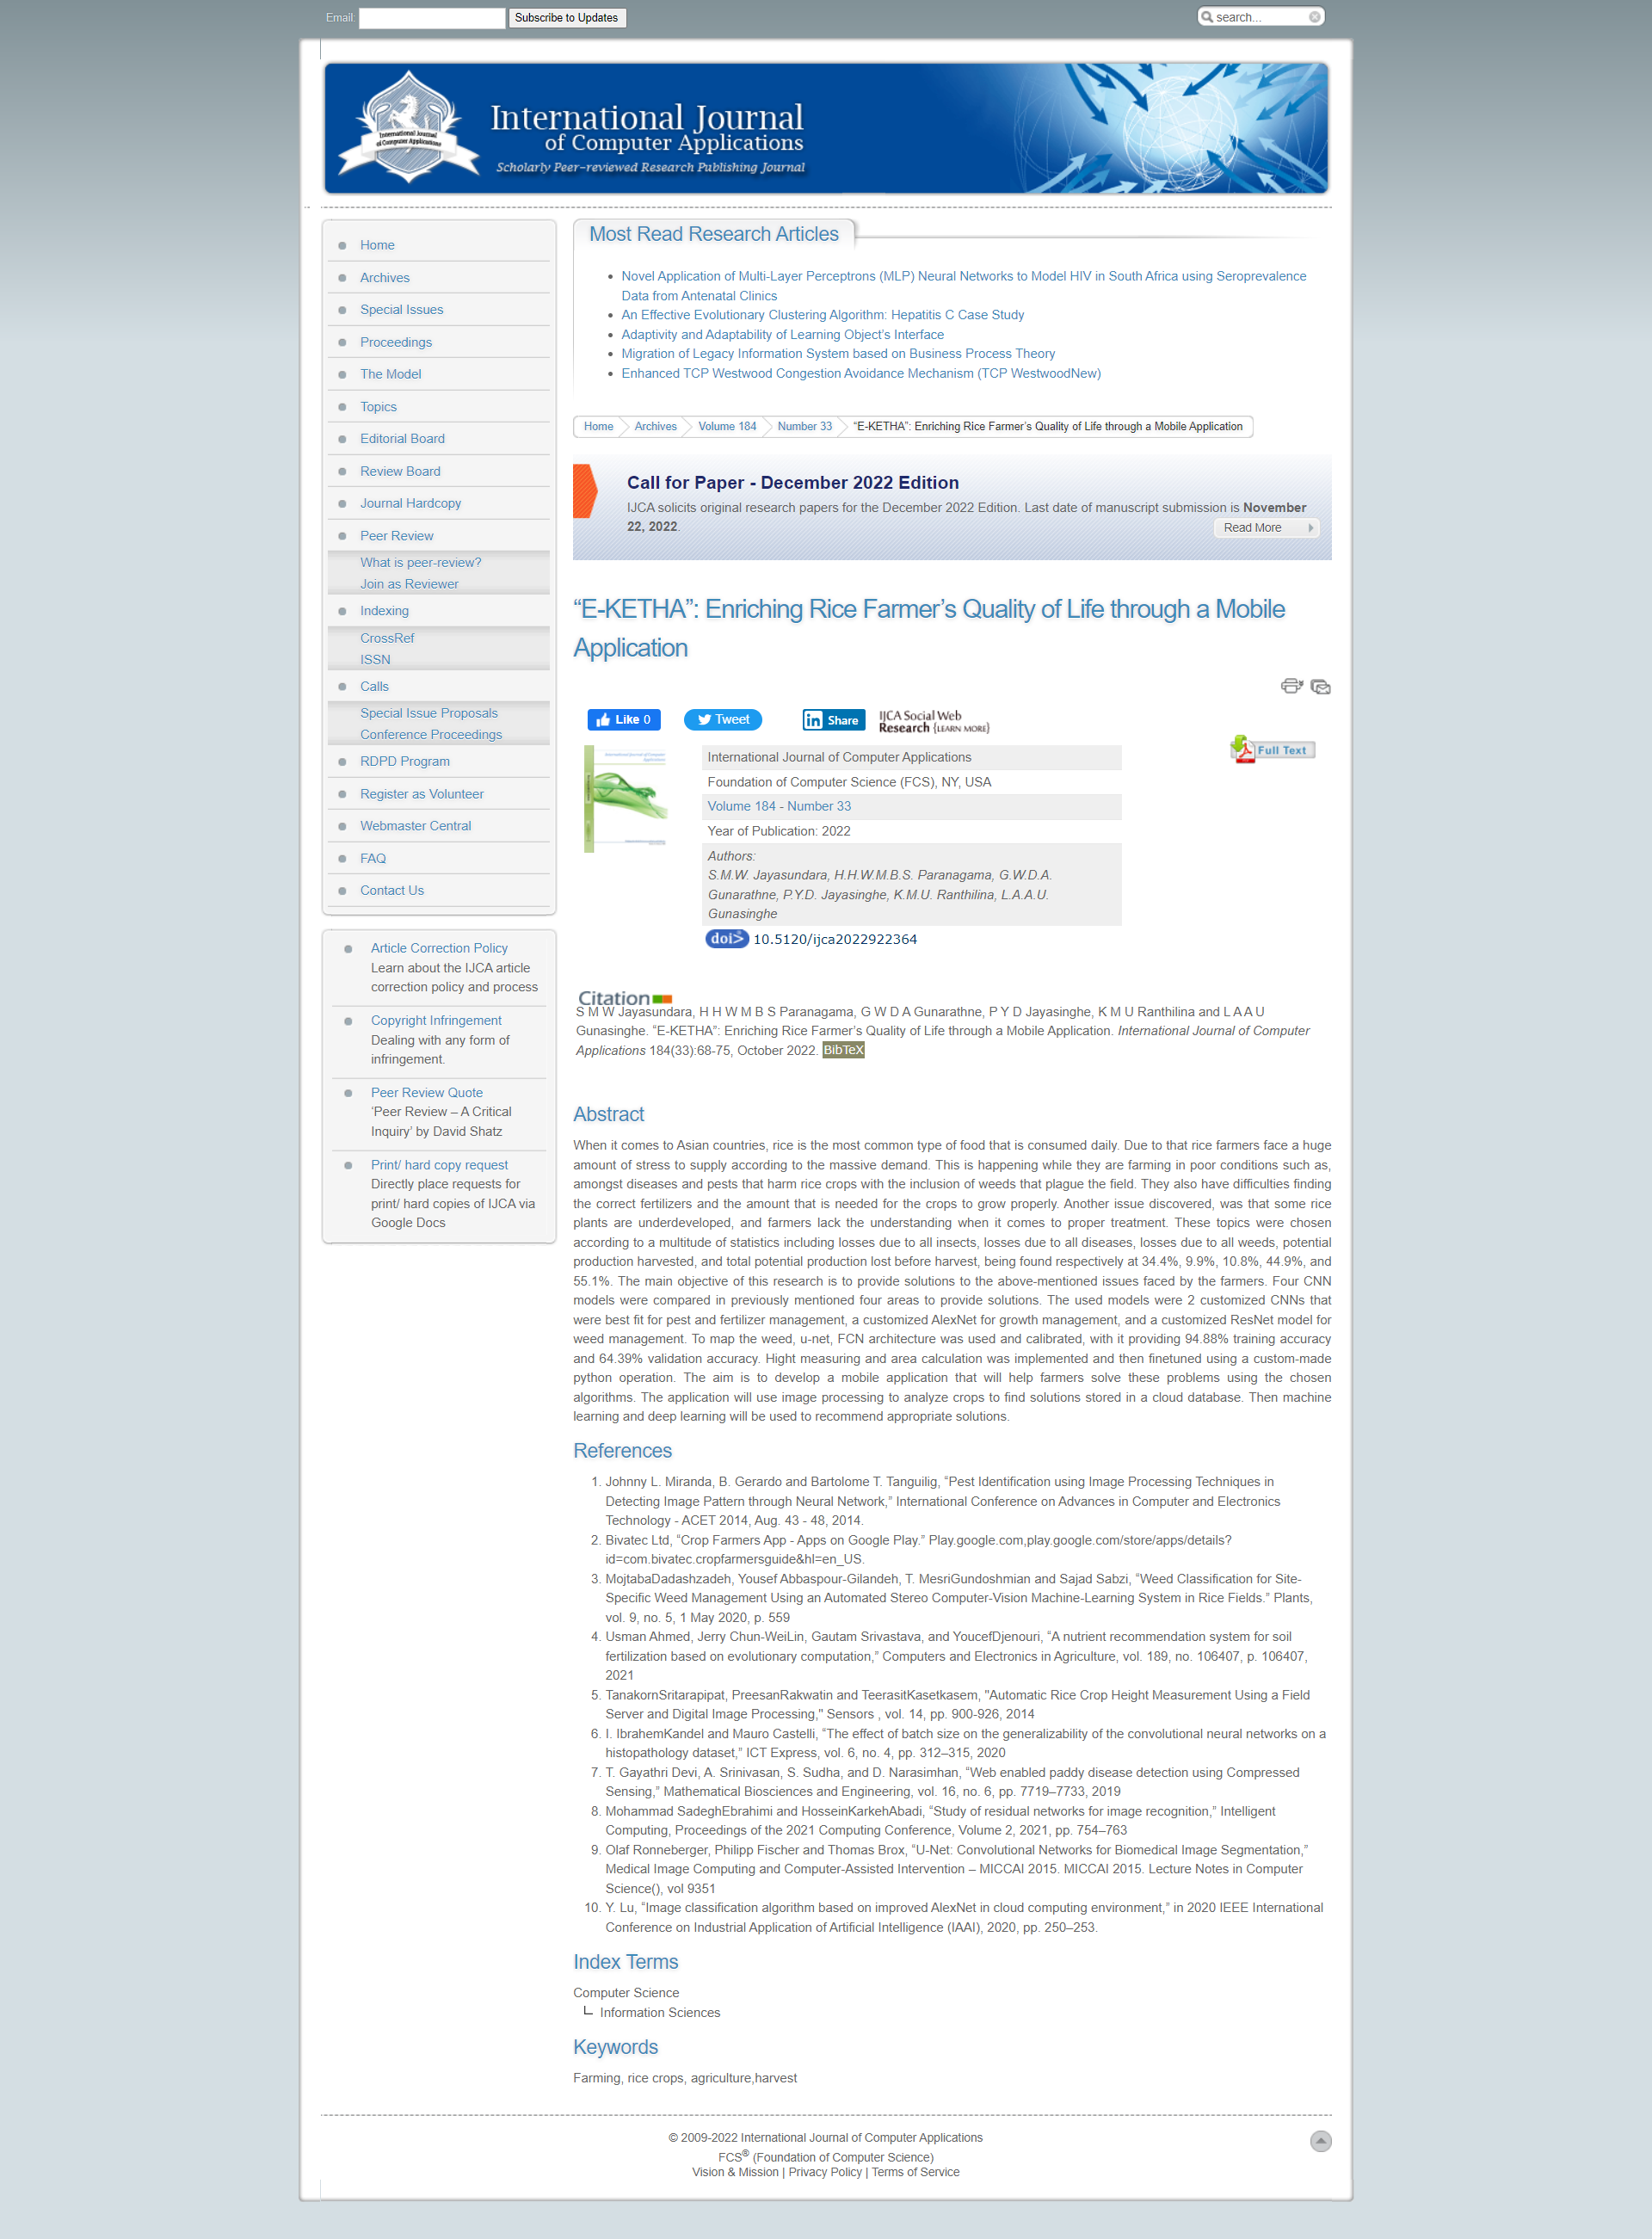 Email:
Subscribe to Updates
search...
International Journal
of Computer Applications
International Journal
of Computer Applications
Scholarly Peer-reviewed Research Publishing Journal
Home
Archives
Special Issues
Proceedings
The Model
Topics
Editorial Board
Review Board
Journal Hardcopy
Peer Review
What is peer-review?
Join as Reviewer
Indexing
CrossRef
ISSN
Calls
Special Issue Proposals
Conference Proceedings
RDPD Program
Register as Volunteer
Webmaster Central
FAQ
Contact Us
Article Correction Policy
Learn about the IJCA article
correction policy and process
Copyright Infringement
Dealing with any form of
infringement.
Peer Review Quote
‘Peer Review – A Critical
Inquiry’ by David Shatz
Print/ hard copy request
Directly place requests for
print/ hard copies of IJCA via
Google Docs
Most Read Research Articles
Novel Application of Multi-Layer Perceptrons (MLP) Neural Networks to Model HIV in South Africa using Seroprevalence
Data from Antenatal Clinics
An Effective Evolutionary Clustering Algorithm: Hepatitis C Case Study
Adaptivity and Adaptability of Learning Object’s Interface
Migration of Legacy Information System based on Business Process Theory
Enhanced TCP Westwood Congestion Avoidance Mechanism (TCP WestwoodNew)
Home Archives Volume 184 Number 33 “E-KETHA”: Enriching Rice Farmer’s Quality of Life through a Mobile Application
Call for Paper - December 2022 Edition
IJCA solicits original research papers for the December 2022 Edition. Last date of manuscript submission is November
22, 2022.
Read More
“E-KETHA”: Enriching Rice Farmer’s Quality of Life through a Mobile
Application
Like 0
Tweet
in Share
IJCA Social Web
Research {LEARN MORE}
Full Text
International Journal of Computer
Applications
International Journal of Computer Applications
Foundation of Computer Science (FCS), NY, USA
Volume 184 - Number 33
Year of Publication: 2022
Authors:
S.M.W. Jayasundara, H.H.W.M.B.S. Paranagama, G.W.D.A.
Gunarathne, P.Y.D. Jayasinghe, K.M.U. Ranthilina, L.A.A.U.
Gunasinghe
doi> 10.5120/ijca2022922364
Citation
S M W Jayasundara, H H W M B S Paranagama, G W D A Gunarathne, P Y D Jayasinghe, K M U Ranthilina and L A A U
Gunasinghe. “E-KETHA”: Enriching Rice Farmer’s Quality of Life through a Mobile Application. International Journal of Computer
Applications 184(33):68-75, October 2022. BibTeX
Abstract
When it comes to Asian countries, rice is the most common type of food that is consumed daily. Due to that rice farmers face a huge
amount of stress to supply according to the massive demand. This is happening while they are farming in poor conditions such as,
amongst diseases and pests that harm rice crops with the inclusion of weeds that plague the field. They also have difficulties finding
the correct fertilizers and the amount that is needed for the crops to grow properly. Another issue discovered, was that some rice
plants are underdeveloped, and farmers lack the understanding when it comes to proper treatment. These topics were chosen
according to a multitude of statistics including losses due to all insects, losses due to all diseases, losses due to all weeds, potential
production harvested, and total potential production lost before harvest, being found respectively at 34.4%, 9.9%, 10.8%, 44.9%, and
55.1%. The main objective of this research is to provide solutions to the above-mentioned issues faced by the farmers. Four CNN
models were compared in previously mentioned four areas to provide solutions. The used models were 2 customized CNNs that
were best fit for pest and fertilizer management, a customized AlexNet for growth management, and a customized ResNet model for
weed management. To map the weed, u-net, FCN architecture was used and calibrated, with it providing 94.88% training accuracy
and 64.39% validation accuracy. Hight measuring and area calculation was implemented and then finetuned using a custom-made
python operation. The aim is to develop a mobile application that will help farmers solve these problems using the chosen
algorithms. The application will use image processing to analyze crops to find solutions stored in a cloud database. Then machine
learning and deep learning will be used to recommend appropriate solutions.
References
1. Johnny L. Miranda, B. Gerardo and Bartolome T. Tanguilig, “Pest Identification using Image Processing Techniques in
Detecting Image Pattern through Neural Network,” International Conference on Advances in Computer and Electronics
Technology - ACET 2014, Aug. 43 - 48, 2014.
2. Bivatec Ltd, “Crop Farmers App - Apps on Google Play.” Play.google.com,play.google.com/store/apps/details?
id=com.bivatec.cropfarmersguide&hl=en_US.
3. MojtabaDadashzadeh, Yousef Abbaspour-Gilandeh, T. MesriGundoshmian and Sajad Sabzi, “Weed Classification for Site-
Specific Weed Management Using an Automated Stereo Computer-Vision Machine-Learning System in Rice Fields.” Plants,
vol. 9, no. 5, 1 May 2020, p. 559
4. Usman Ahmed, Jerry Chun-WeiLin, Gautam Srivastava, and YoucefDjenouri, “A nutrient recommendation system for soil
fertilization based on evolutionary computation,” Computers and Electronics in Agriculture, vol. 189, no. 106407, p. 106407,
2021
5. TanakornSritarapipat, PreesanRakwatin and TeerasitKasetkasem, "Automatic Rice Crop Height Measurement Using a Field
Server and Digital Image Processing," Sensors , vol. 14, pp. 900-926, 2014
6. I. IbrahemKandel and Mauro Castelli, “The effect of batch size on the generalizability of the convolutional neural networks on a
histopathology dataset,” ICT Express, vol. 6, no. 4, pp. 312–315, 2020
7. T. Gayathri Devi, A. Srinivasan, S. Sudha, and D. Narasimhan, “Web enabled paddy disease detection using Compressed
Sensing,” Mathematical Biosciences and Engineering, vol. 16, no. 6, pp. 7719–7733, 2019
8. Mohammad SadeghEbrahimi and HosseinKarkehAbadi, “Study of residual networks for image recognition,” Intelligent
Computing, Proceedings of the 2021 Computing Conference, Volume 2, 2021, pp. 754–763
9. Olaf Ronneberger, Philipp Fischer and Thomas Brox, “U-Net: Convolutional Networks for Biomedical Image Segmentation,”
Medical Image Computing and Computer-Assisted Intervention – MICCAI 2015. MICCAI 2015. Lecture Notes in Computer
Science(), vol 9351
10. Y. Lu, “Image classification algorithm based on improved AlexNet in cloud computing environment,” in 2020 IEEE International
Conference on Industrial Application of Artificial Intelligence (IAAI), 2020, pp. 250–253.
Index Terms
Computer Science
Information Sciences
Keywords
Farming, rice crops, agriculture,harvest
© 2009-2022 International Journal of Computer Applications
FCS® (Foundation of Computer Science)
Vision & Mission | Privacy Policy | Terms of Service